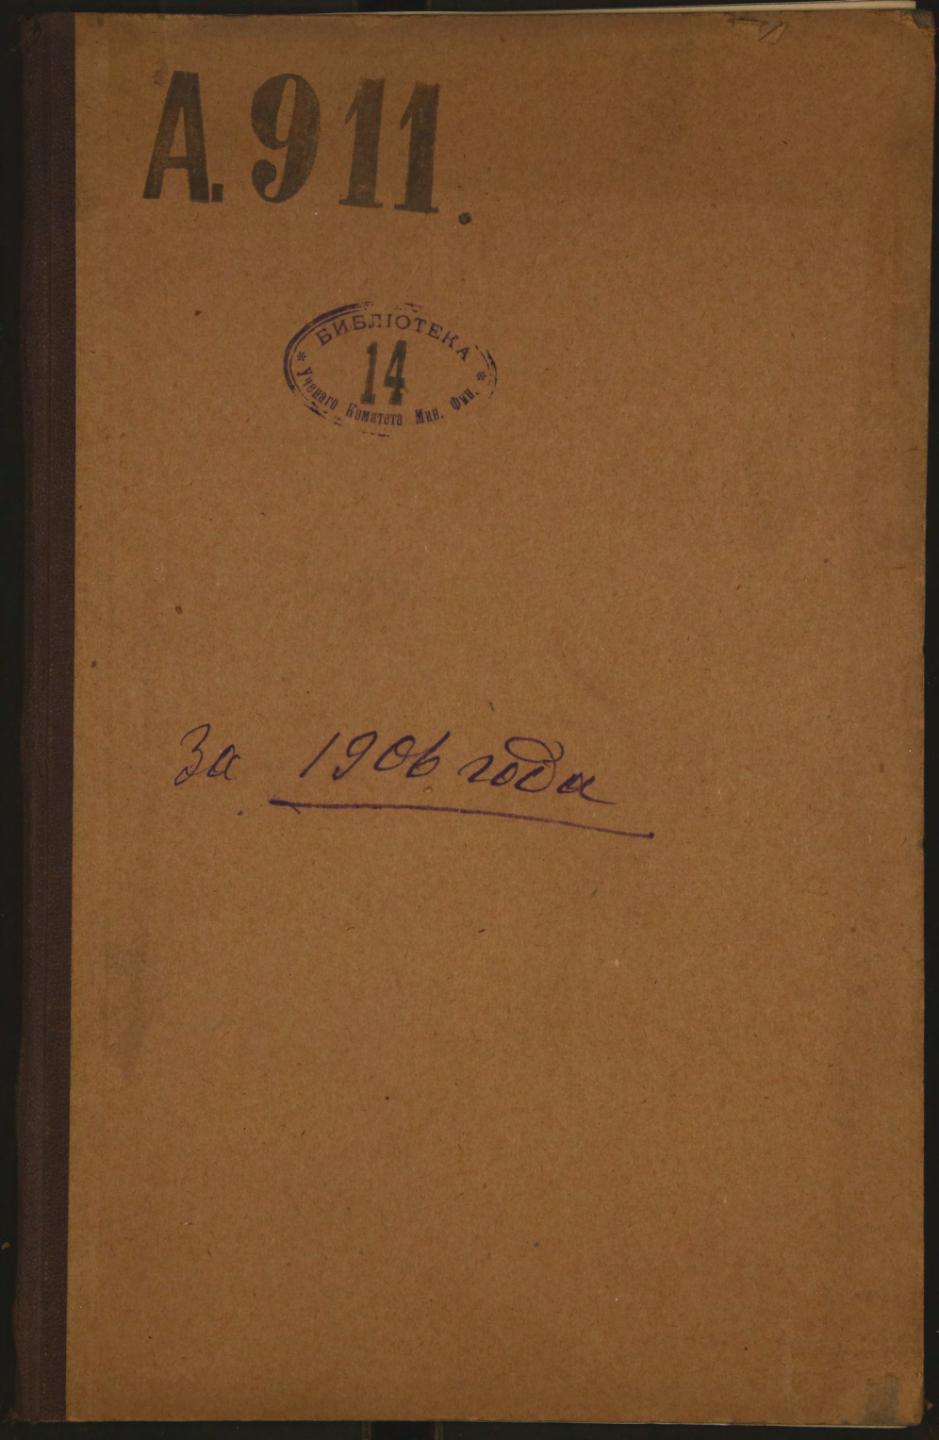 А.911.
БИБЛІОТЕКА
14
Ученаго Комитета Мин. Фин.
За 1906 года